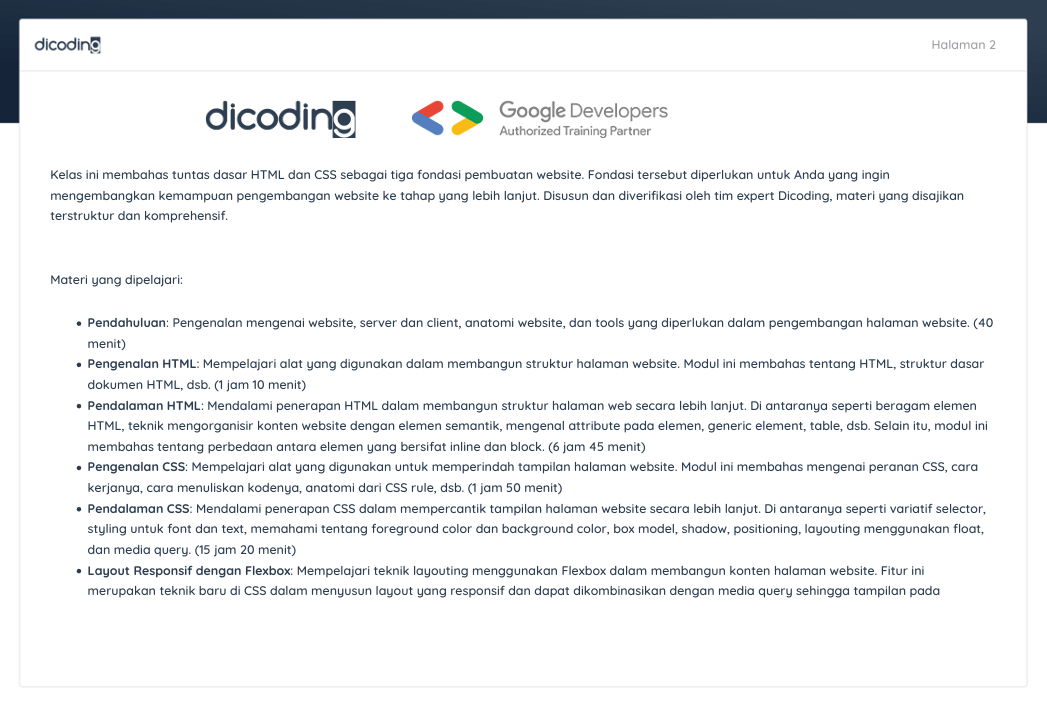 dicoding
Halaman 2
dicoding
Google Developers
Authorized Training Partner
Kelas ini membahas tuntas dasar HTML dan CSS sebagai tiga fondasi pembuatan website. Fondasi tersebut diperlukan untuk Anda yang ingin
mengembangkan kemampuan pengembangan website ke tahap yang lebih lanjut. Disusun dan diverifikasi oleh tim expert Dicoding, materi yang disajikan
terstruktur dan komprehensif.
Materi yang dipelajari:
• Pendahuluan: Pengenalan mengenai website, server dan client, anatomi website, dan tools yang diperlukan dalam pengembangan halaman website. (40
menit)
• Pengenalan HTML: Mempelajari alat yang digunakan dalam membangun struktur halaman website. Modul ini membahas tentang HTML, struktur dasar
dokumen HTML, dsb. (1 jam 10 menit)
• Pendalaman HTML: Mendalami penerapan HTML dalam membangun struktur halaman web secara lebih lanjut. Di antaranya seperti beragam elemen
HTML, teknik mengorganisir konten website dengan elemen semantik, mengenal attribute pada elemen, generic element, table, dsb. Selain itu, modul ini
membahas tentang perbedaan antara elemen yang bersifat inline dan block. (6 jam 45 menit)
• Pengenalan CSS: Mempelajari alat yang digunakan untuk memperindah tampilan halaman website. Modul ini membahas mengenai peranan CSS, cara
kerjanya, cara menuliskan kodenya, anatomi dari CSS rule, dsb. (1 jam 50 menit)
• Pendalaman CSS: Mendalami penerapan CSS dalam mempercantik tampilan halaman website secara lebih lanjut. Di antaranya seperti variatif selector,
styling untuk font dan text, memahami tentang foreground color dan background color, box model, shadow, positioning, layouting menggunakan float,
dan media query. (15 jam 20 menit)
• Layout Responsif dengan Flexbox: Mempelajari teknik layouting menggunakan Flexbox dalam membangun konten halaman website. Fitur ini
merupakan teknik baru di CSS dalam menyusun layout yang responsif dan dapat dikombinasikan dengan media query sehingga tampilan pada